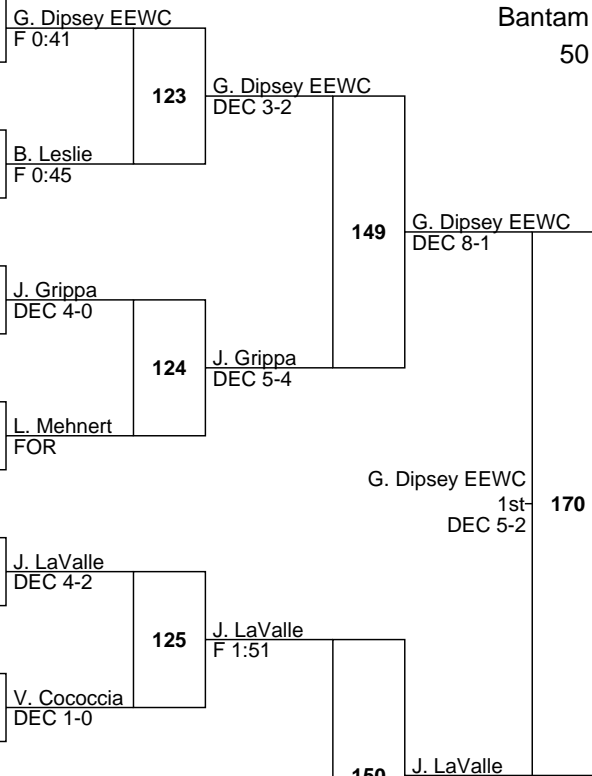 Bantam
50
G. Dipsey EEWC
F 0:41
123
G. Dipsey EEWC
DEC 3-2
B. Leslie
F 0:45
149
G. Dipsey EEWC
DEC 8-1
J. Grippa
DEC 4-0
124
J. Grippa
DEC 5-4
L. Mehnert
FOR
G. Dipsey EEWC
1st
DEC 5-2
170
J. LaValle
DEC 4-2
125
J. LaValle
F 1:51
V. Cococcia
DEC 1-0
150
J. LaValle